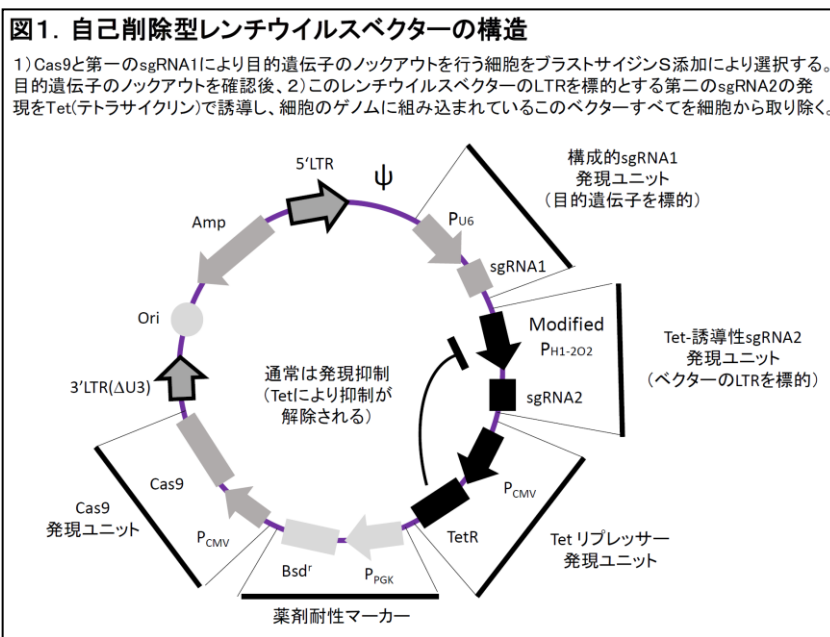 図1. 自己削除型レンチウイルスベクターの構造
1)Cas9と第一のsgRNA1により目的遺伝子のノックアウトを行う細胞をブラストサイジンS添加により選択する。
目的遺伝子のノックアウトを確認後、2)このレンチウイルスベクターのLTRを標的とする第二のsgRNA2の発
現をTet(テトラサイクリン)で誘導し、細胞のゲノムに組み込まれているこのベクターすべてを細胞から取り除く。
5'LTR
ψ
構成的sgRNA1
発現ユニット
(目的遺伝子を標的)
Amp
PU6
sgRNA1
Ori
Modified
PH1-2O2
Tet-誘導性sgRNA2
発現ユニット
(ベクターのLTRを標的)
3'LTR(ΔU3)
通常は発現抑制
(Tetにより抑制が
解除される)
sgRNA2
Cas9
PCMV
Cas9
発現ユニット
PCMV
TetR
Tet リプレッサー
発現ユニット
Bsdr
PPGK
薬剤耐性マーカー